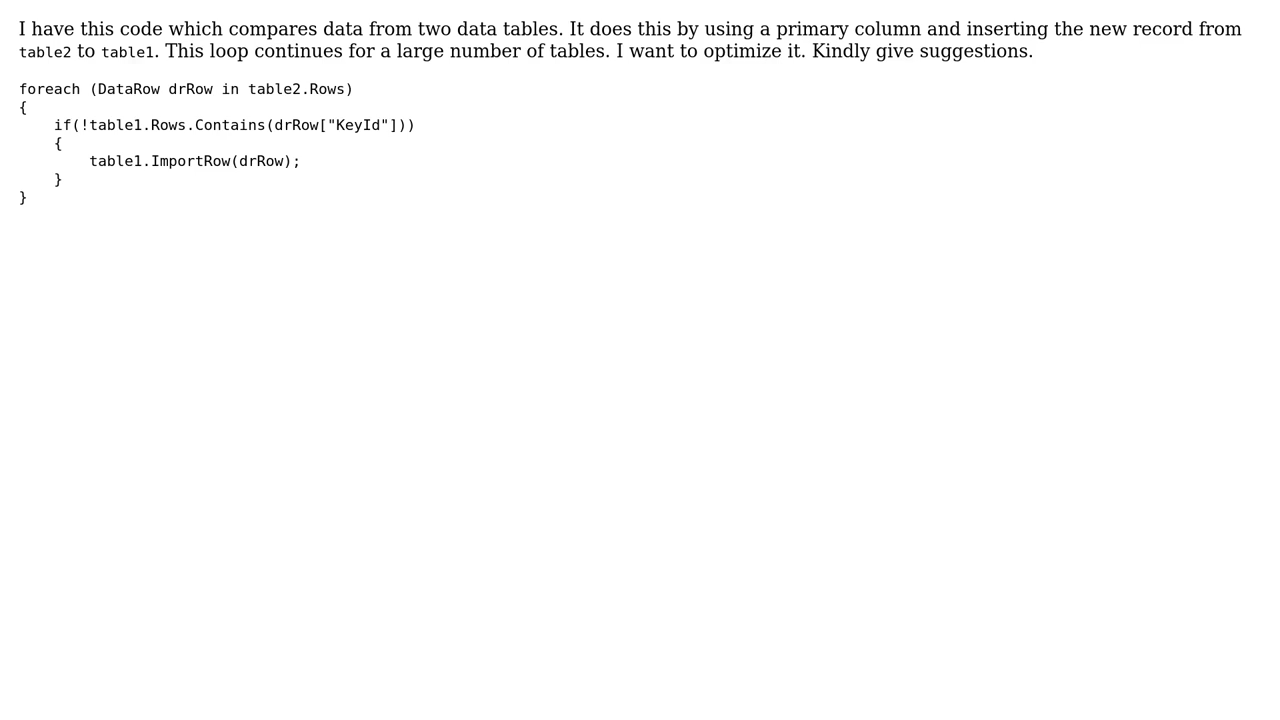 I have this code which compares data from two data tables. It does this by using a primary column and inserting the new record from
table2 to table1. This loop continues for a large number of tables. I want to optimize it. Kindly give suggestions.
foreach (DataRow drRow in table2.Rows)
{
    if(!table1.Rows.Contains(drRow["KeyId"]))
    {
        table1.ImportRow(drRow);
    }
}